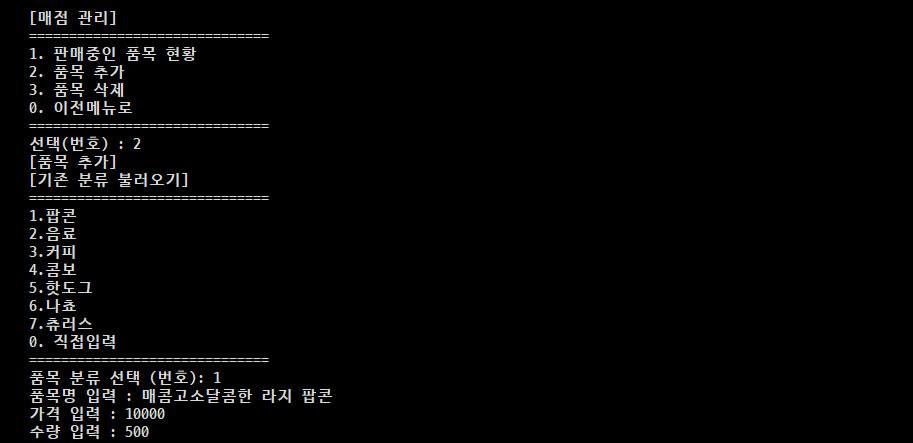 [매점 관리]
==============================
1. 판매중인 품목 현황
2. 품목 추가
3. 품목 삭제
0. 이전메뉴로
==============================
선택(번호) : 2
[품목 추가]
[기존 분류 불러오기]
==============================
1.팝콘
2.음료
3.커피
4.콤보
5.핫도그
6.나쵸
7.츄러스
0. 직접입력
==============================
품목 분류 선택 (번호): 1
품목명 입력 : 매콤고소달콤한 라지 팝콘
가격 입력 : 10000
수량 입력 : 500